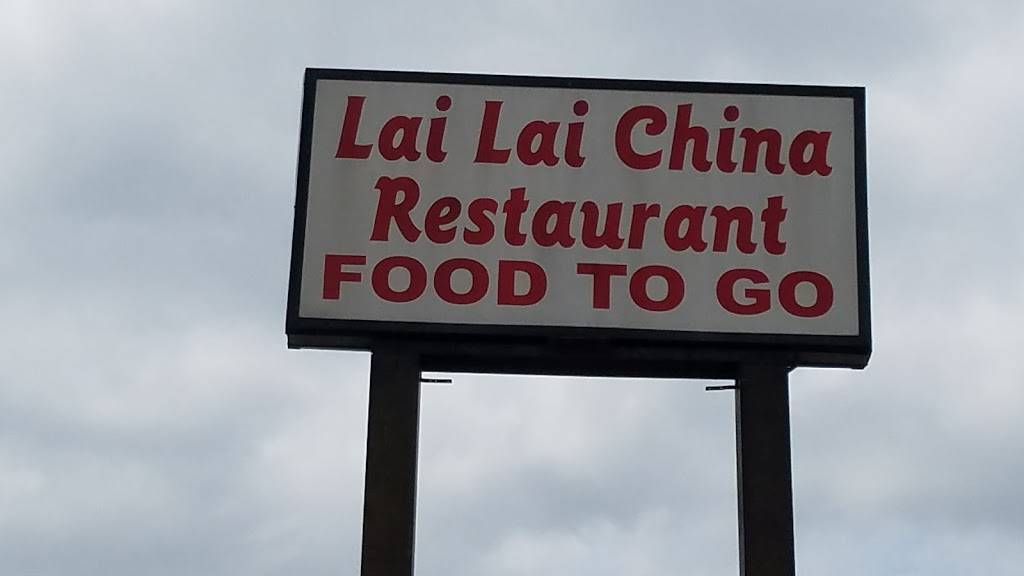 Lai Lai China
Restaurant
FOOD TO GO